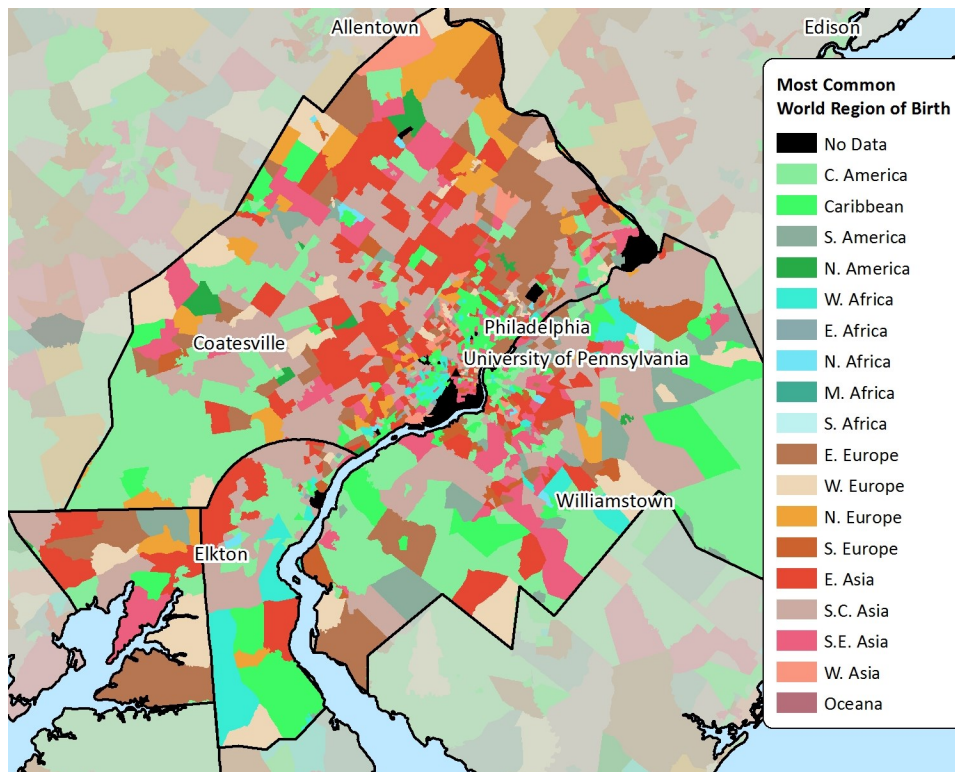 Allentown
Edison
Most Common
World Region of Birth
No Data
C. America
Caribbean
S. America
N. America
W. Africa
E. Africa
N. Africa
M. Africa
S. Africa
E. Europe
W. Europe
N. Europe
S. Europe
E. Asia
S.C. Asia
S.E. Asia
W. Asia
Oceana
Philadelphia
Coatesville
University of Pennsylvania
Williamstown
Elkton